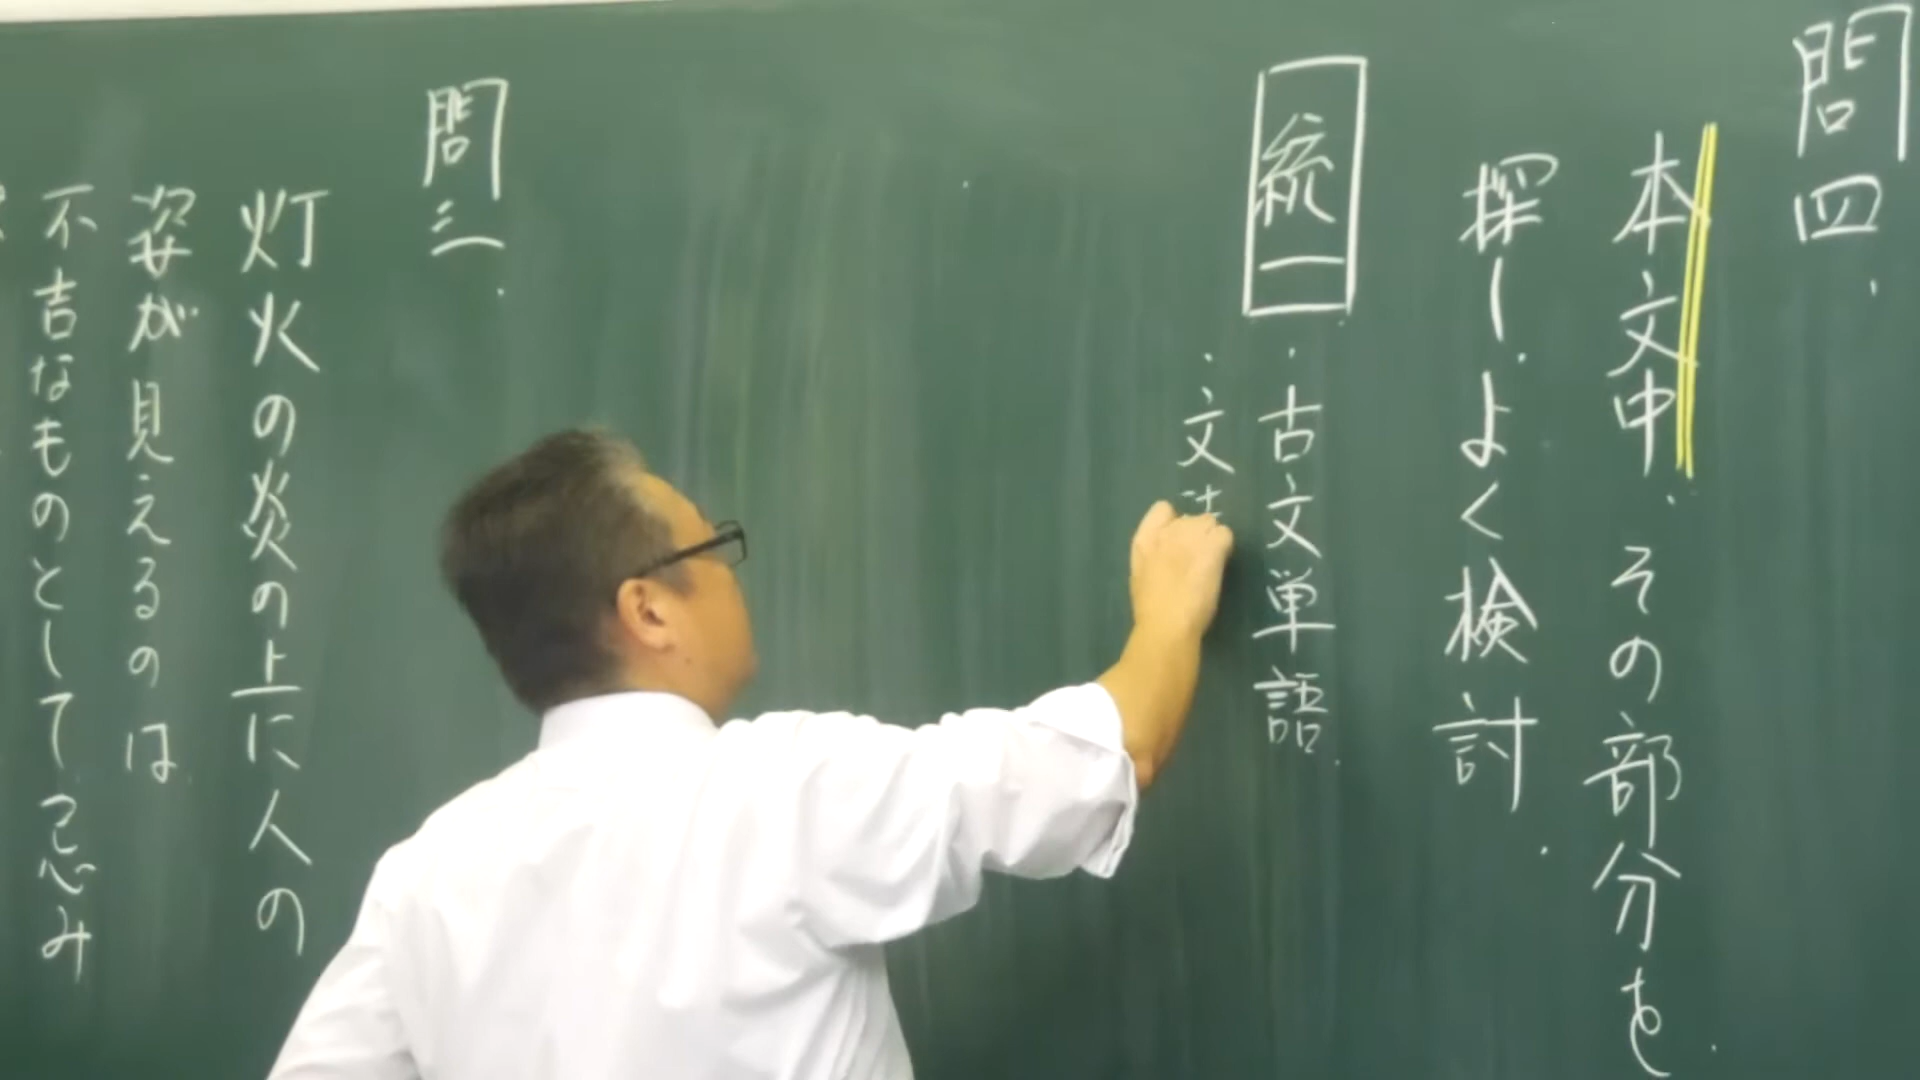 問四.
本文中.その部分を
探し.よく検討.
統一
・古文単語.
・文法
問三.
灯火の炎の上に人の
姿が見えるのは
不吉なものとして忌み